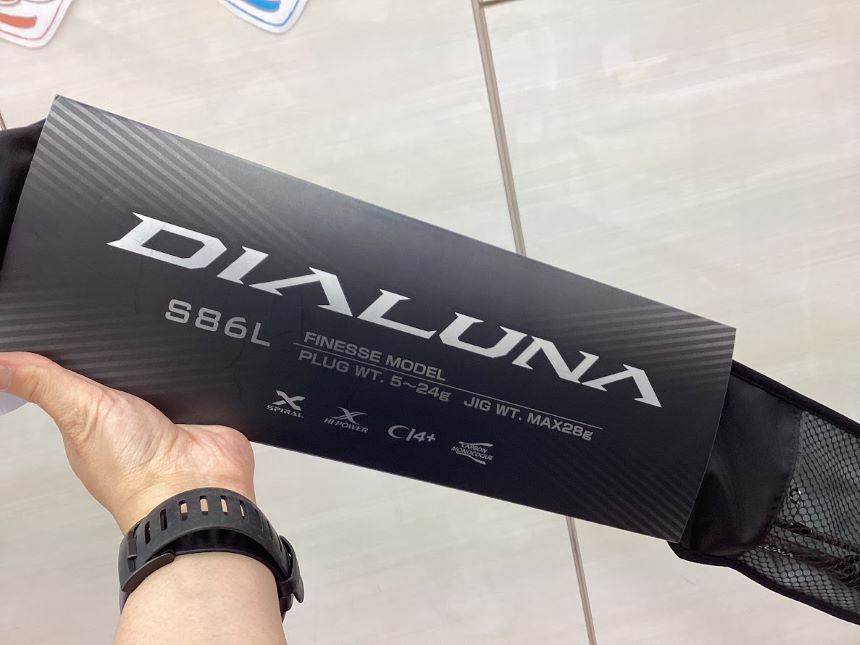 DIALUNA
S86L
FINESSE MODEL
PLUG WT. 5~24g JIG WT. MAX28g
X
SPIRAL
X
HI-POWER
CI4+
CARBON
MONOCOQUE